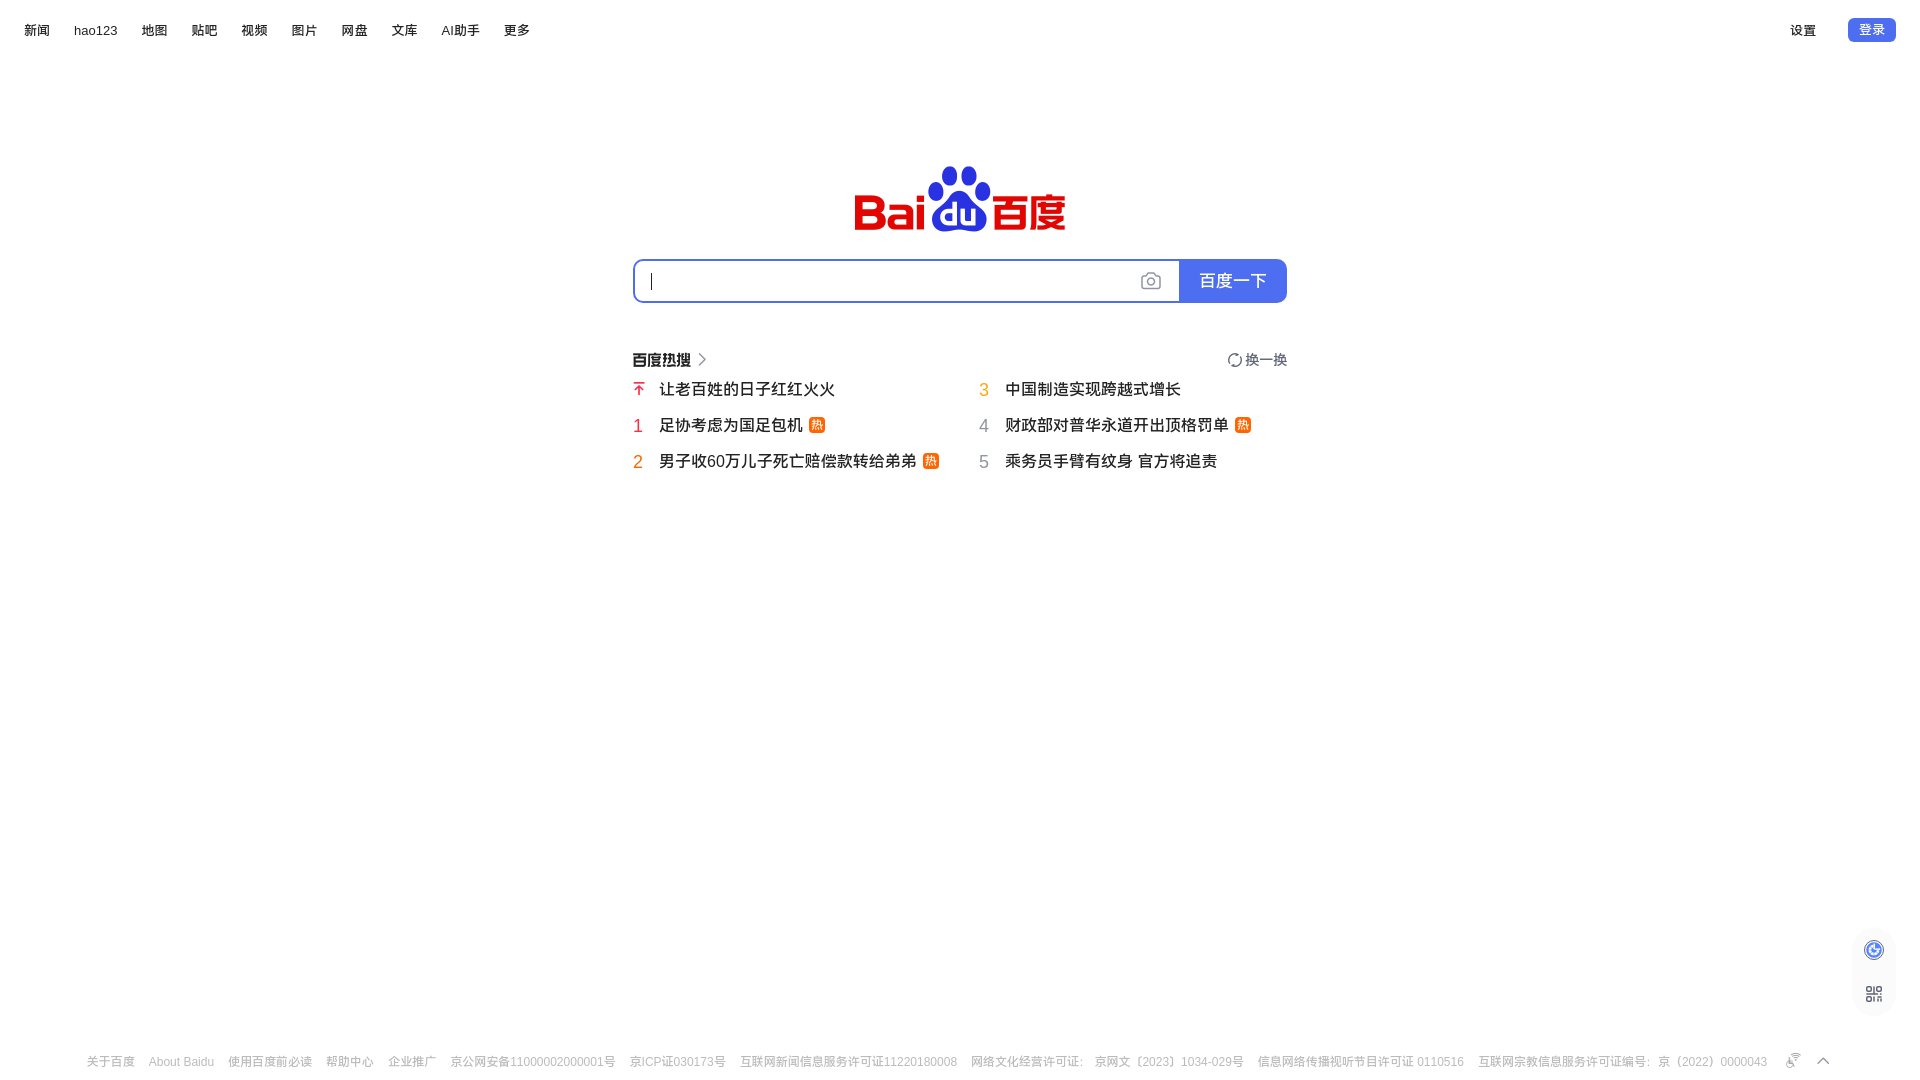 新闻 hao123 地图 贴吧 视频 图片 网盘 文库 AI助手 更多 设置 登录
Bai du 百度
百度一下
百度热搜 换一换
让老百姓的日子红红火火
1 足协考虑为国足包机 热
2 男子收60万儿子死亡赔偿款转给弟弟 热
3 中国制造实现跨越式增长
4 财政部对普华永道开出顶格罚单 热
5 乘务员手臂有纹身 官方将追责
关于百度 About Baidu 使用百度前必读 帮助中心 企业推广 京公网安备11000002000001号 京ICP证030173号 互联网新闻信息服务许可证11220180008 网络文化经营许可证： 京网文〔2023〕1034-029号 信息网络传播视听节目许可证 0110516 互联网宗教信息服务许可证编号：京（2022）0000043